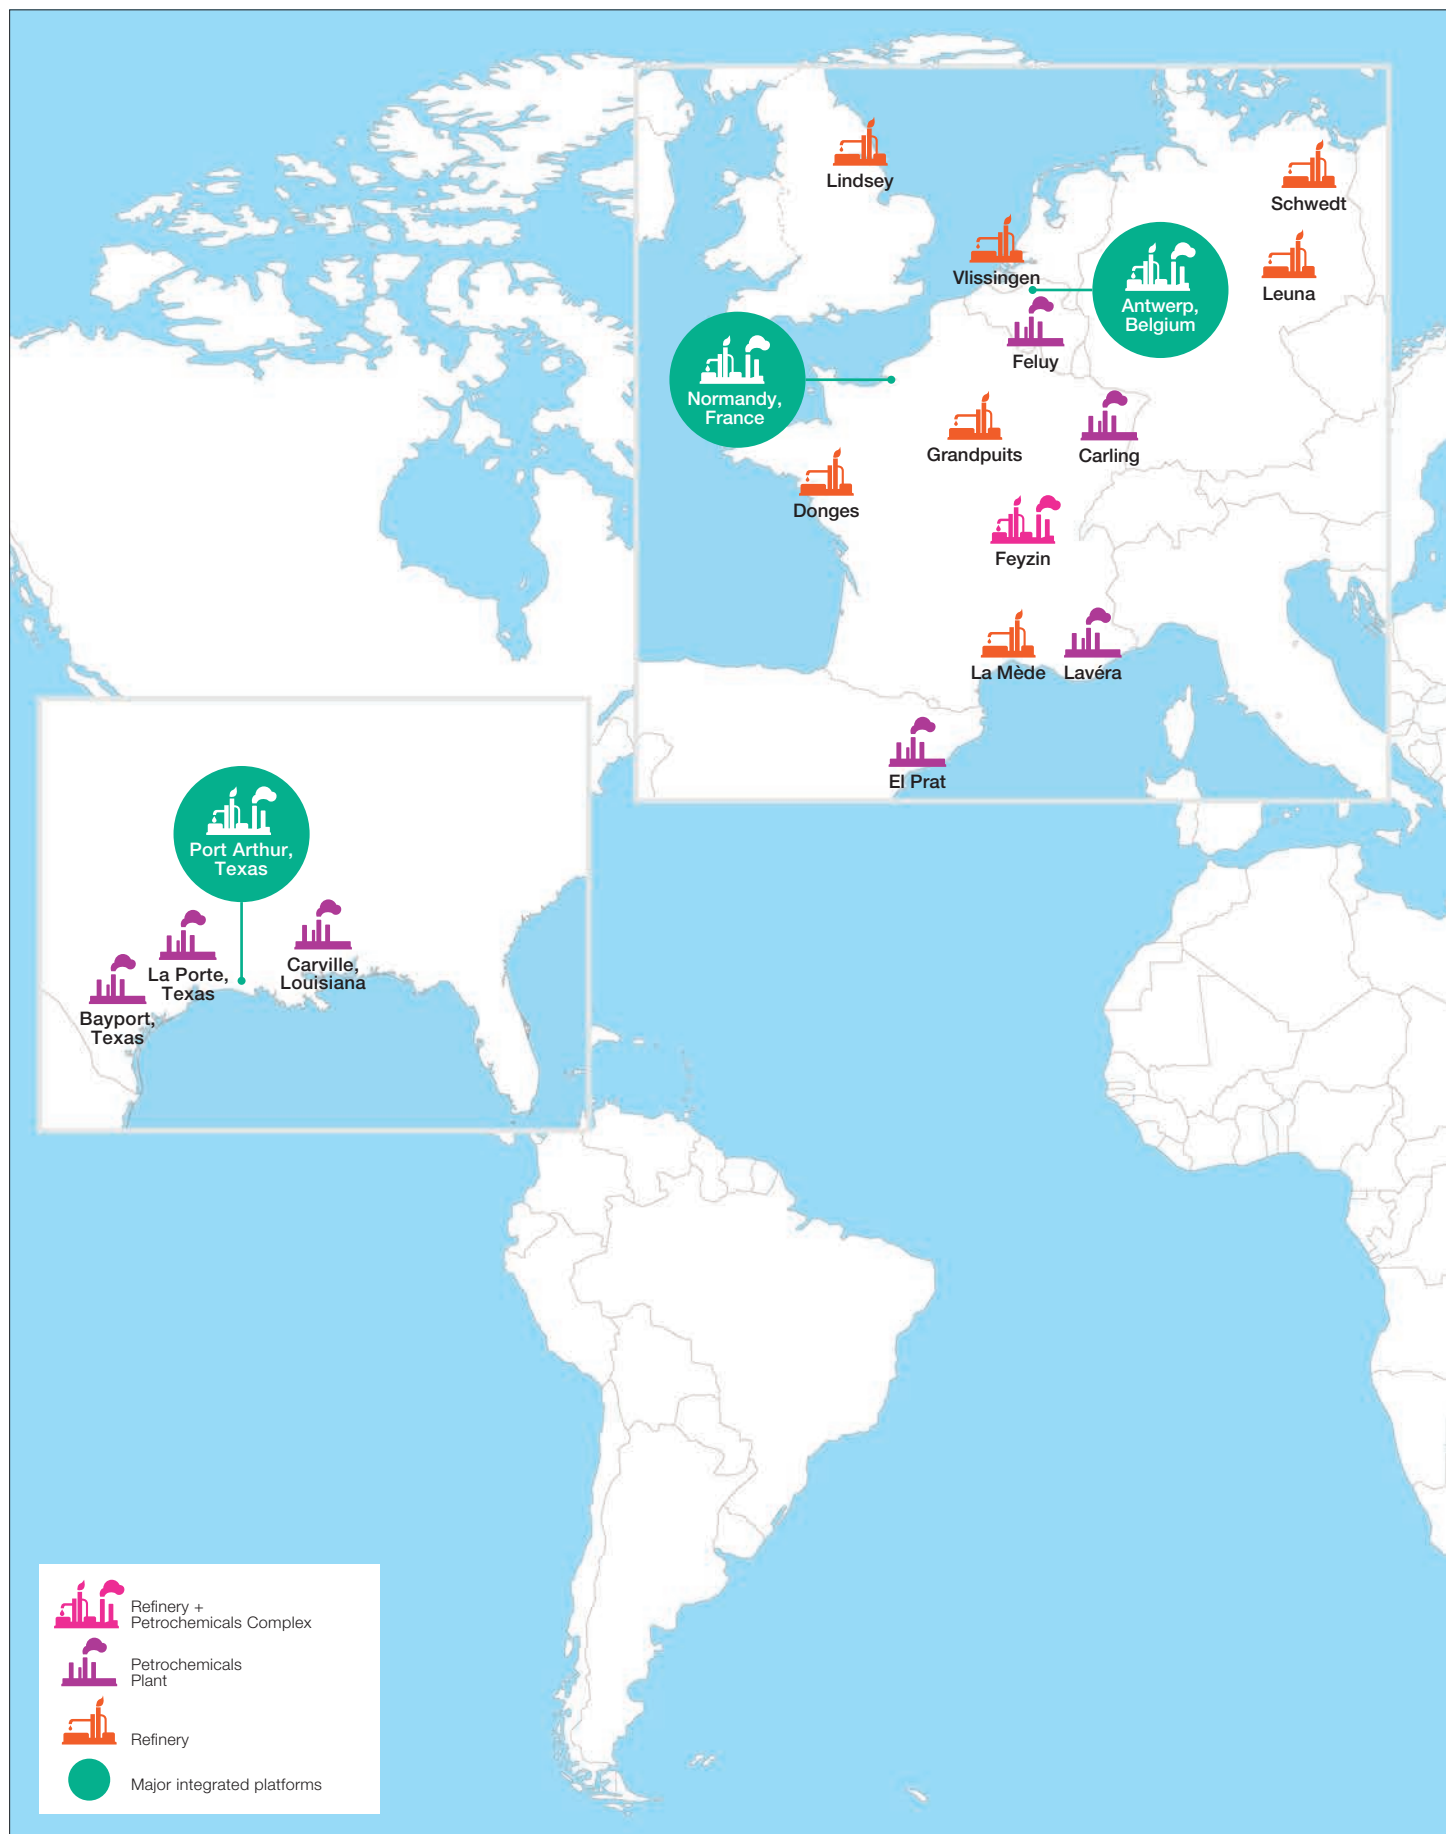 Lindsey
Schwedt
Vlissingen
Leuna
Antwerp,
Belgium
Feluy
Normandy,
France
Grandpuits
Carling
Donges
Feyzin
La Mède
Lavéra
El Prat
Port Arthur,
Texas
Carville,
Louisiana
La Porte,
Texas
Bayport,
Texas
Refinery +
Petrochemicals Complex
Petrochemicals
Plant
Refinery
Major integrated platforms